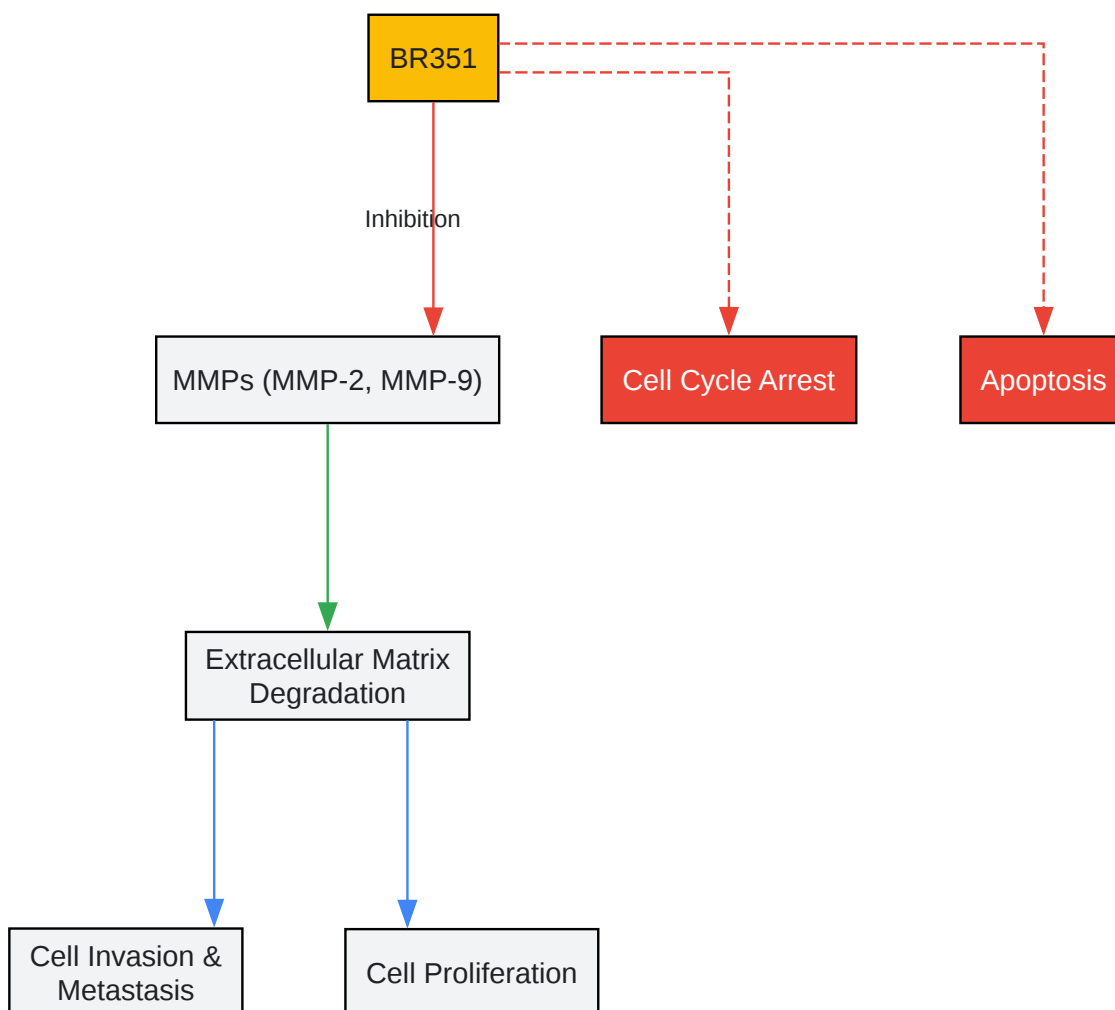 BR351
Inhibition
MMPs (MMP-2, MMP-9)
Cell Cycle Arrest
Apoptosis
Extracellular Matrix
Degradation
Cell Invasion &
Metastasis
Cell Proliferation